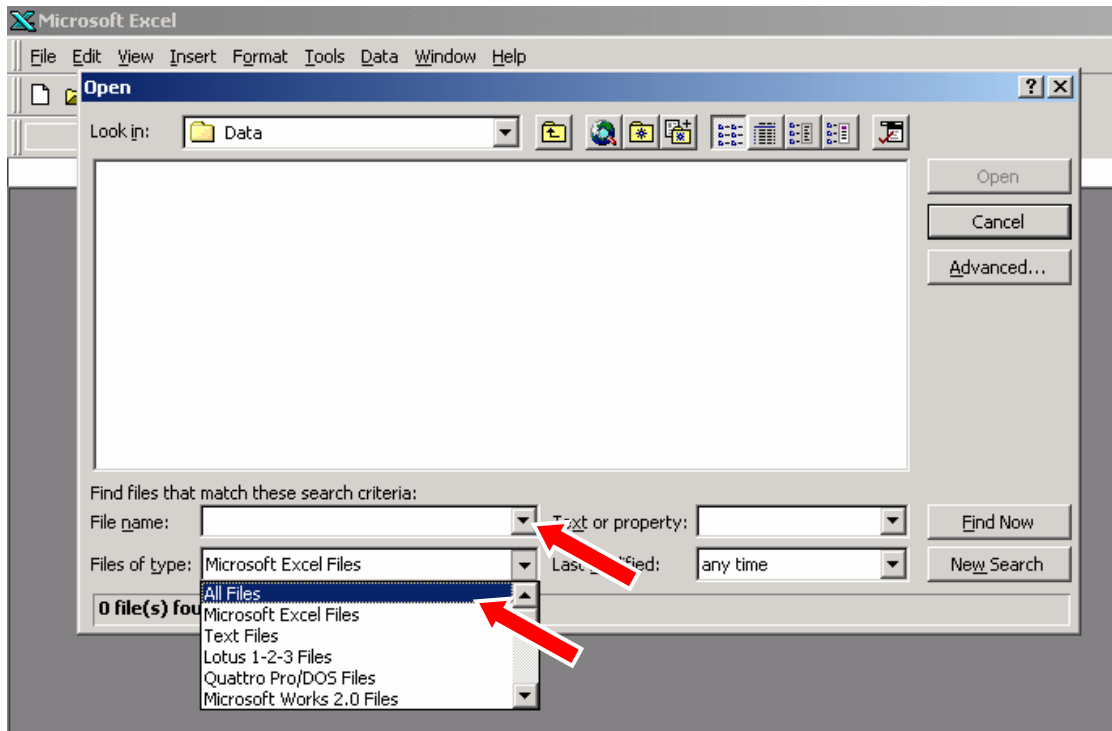 Microsoft Excel
File Edit View Insert Format Tools Data Window Help
Open
Look in: Data
Open
Cancel
Advanced...
Find files that match these search criteria:
File name: Text or property: Find Now
Files of type: Microsoft Excel Files Last any time New Search
All Files
0 file(s)
Microsoft Excel Files
Text Files
Lotus 1-2-3 Files
Quattro Pro/DOS Files
Microsoft Works 2.0 Files